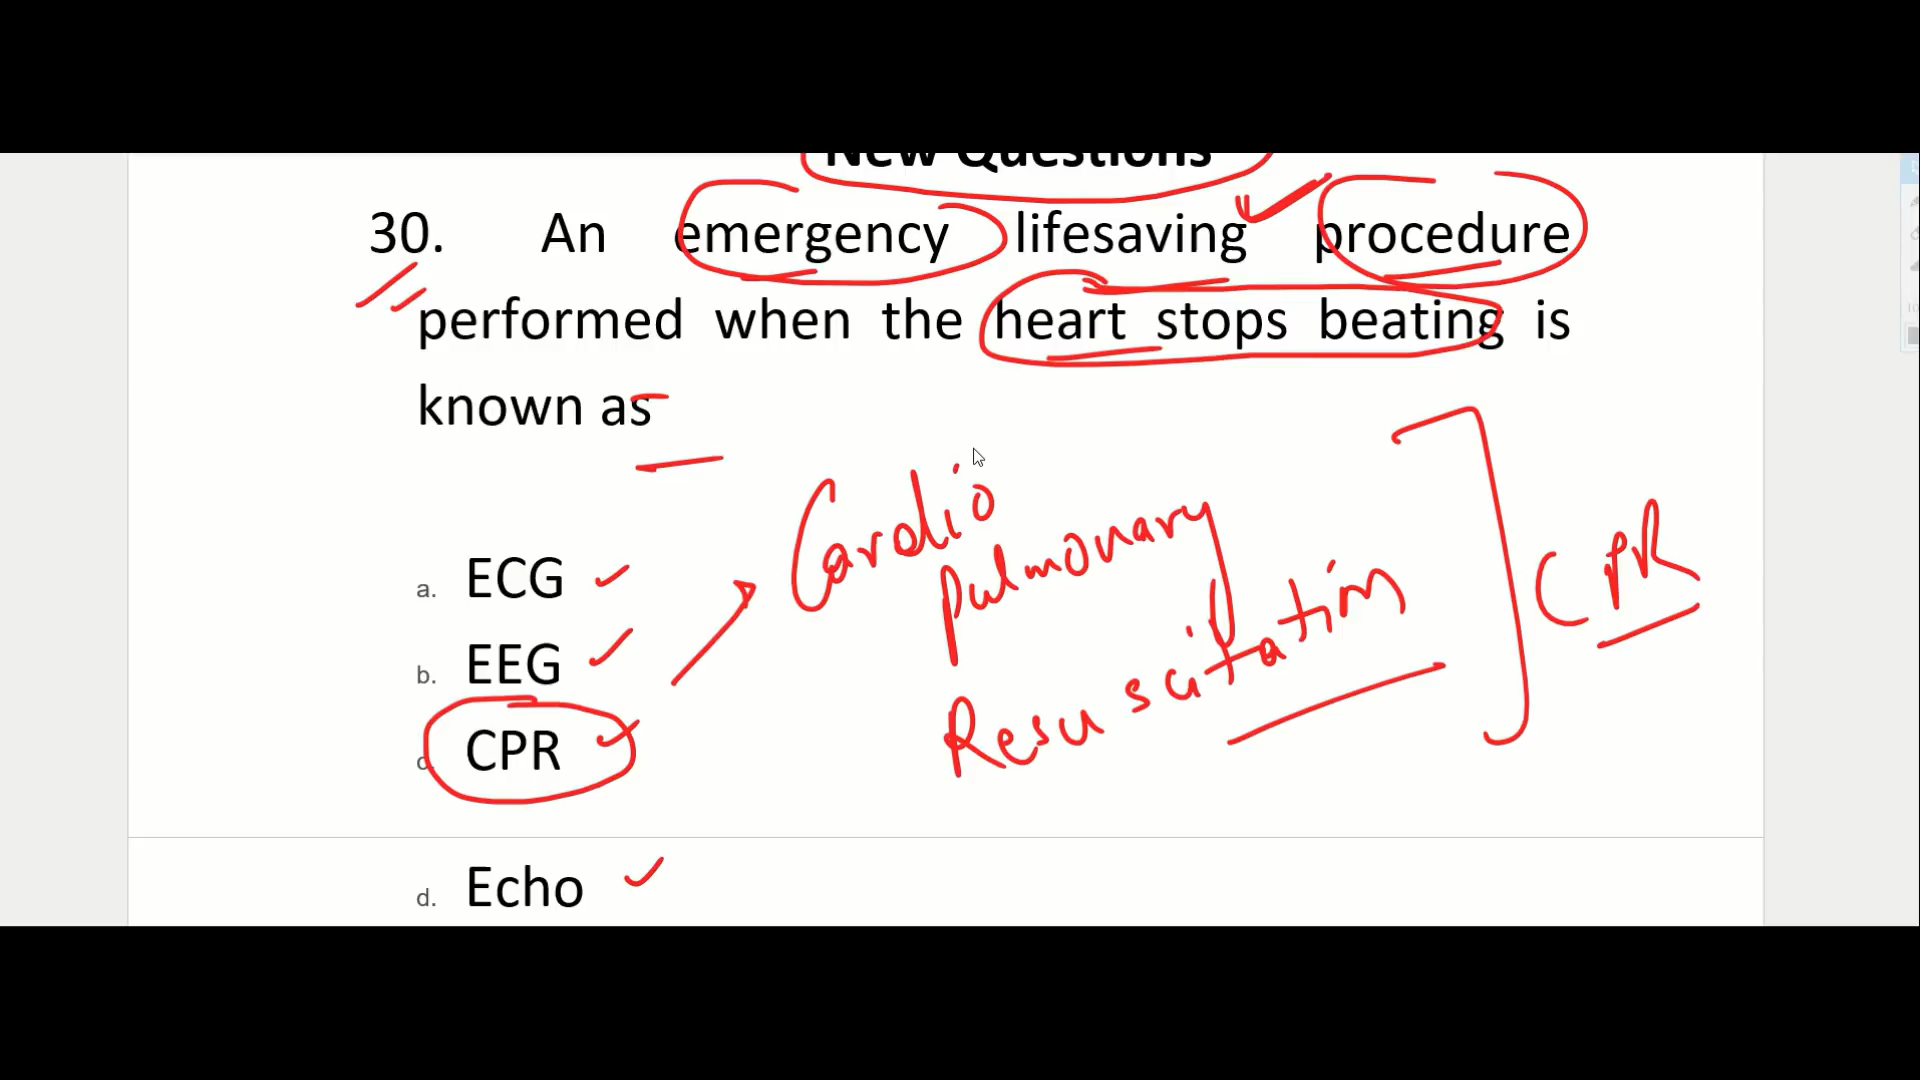 New Questions
30. An emergency lifesaving procedure
performed when the heart stops beating is
known as
Cardio
Pulmonary
Resuscitation
CPR
a. ECG
b. EEG
c. CPR
d. Echo